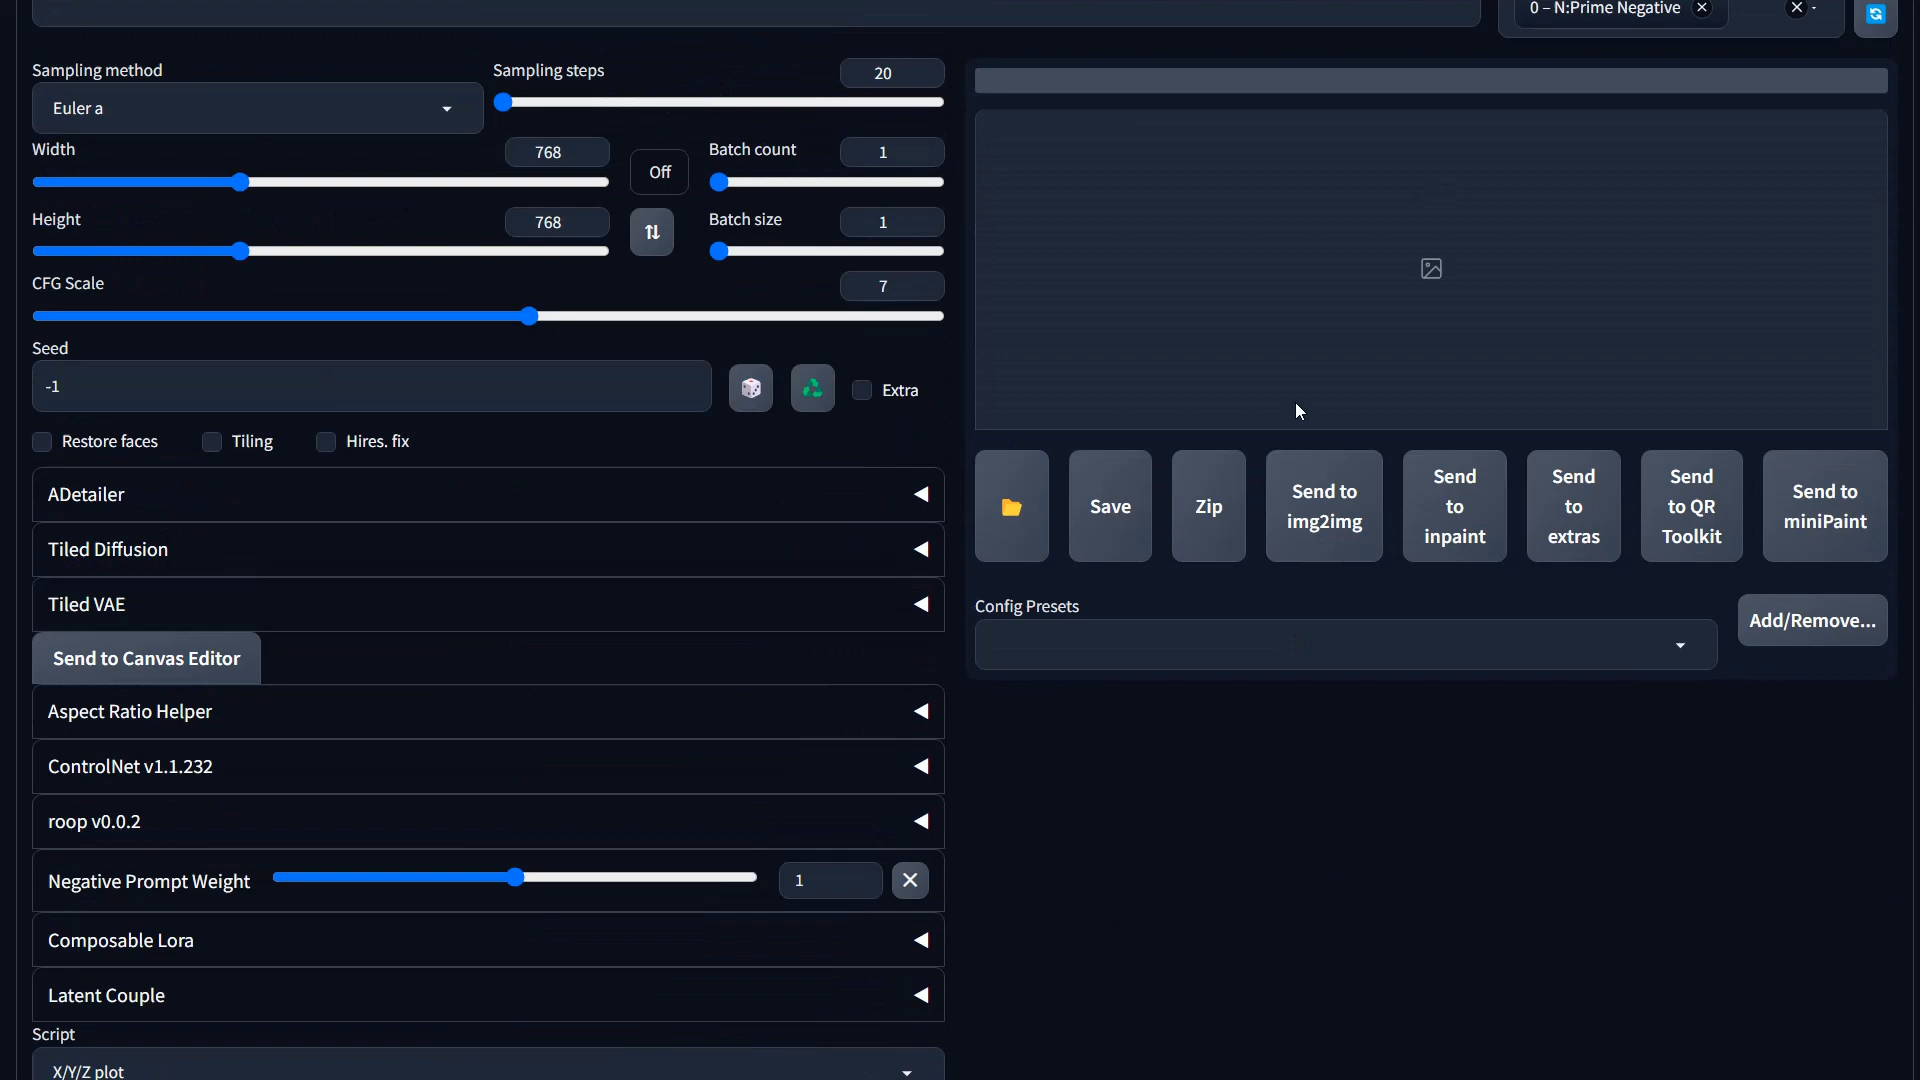 0 – N:Prime Negative
Sampling method
Sampling steps
20
Euler a
Width
768
Off
Batch count
1
Height
768
Batch size
1
CFG Scale
7
Seed
-1
Extra
Restore faces
Tiling
Hires. fix
ADetailer
Tiled Diffusion
Tiled VAE
Send to Canvas Editor
Aspect Ratio Helper
ControlNet v1.1.232
roop v0.0.2
Negative Prompt Weight
1
Composable Lora
Latent Couple
Script
X/Y/Z plot
Save
Zip
Send to
img2img
Send
to
inpaint
Send
to
extras
Send
to QR
Toolkit
Send to
miniPaint
Config Presets
Add/Remove...